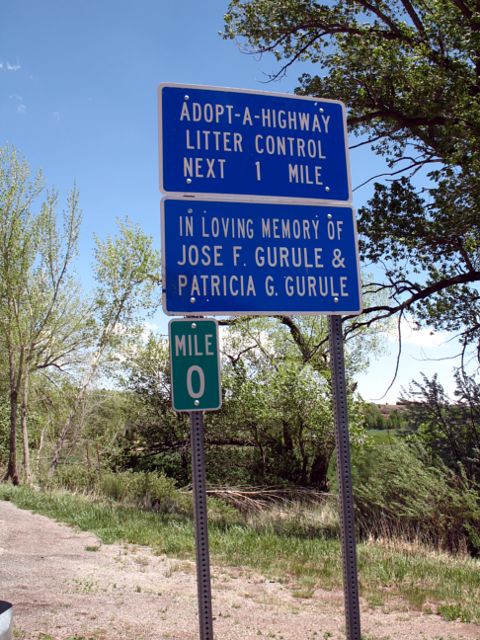 ADOPT-A-HIGHWAY
LITTER CONTROL
NEXT 1 MILE
IN LOVING MEMORY OF
JOSE F. GURULE &
PATRICIA G. GURULE
MILE
0